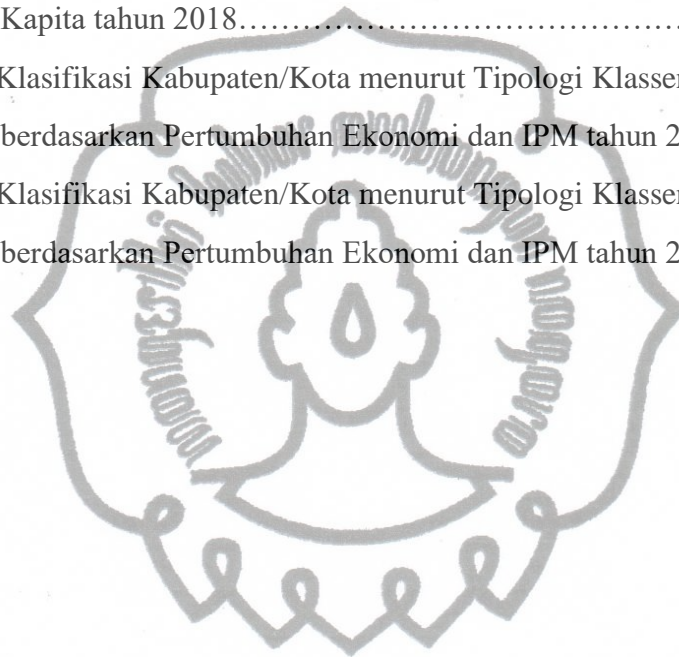 Kapita tahun 2018……………………………………
Klasifikasi Kabupaten/Kota menurut Tipologi Klassen
berdasarkan Pertumbuhan Ekonomi dan IPM tahun 2
Klasifikasi Kabupaten/Kota menurut Tipologi Klassen
berdasarkan Pertumbuhan Ekonomi dan IPM tahun 2